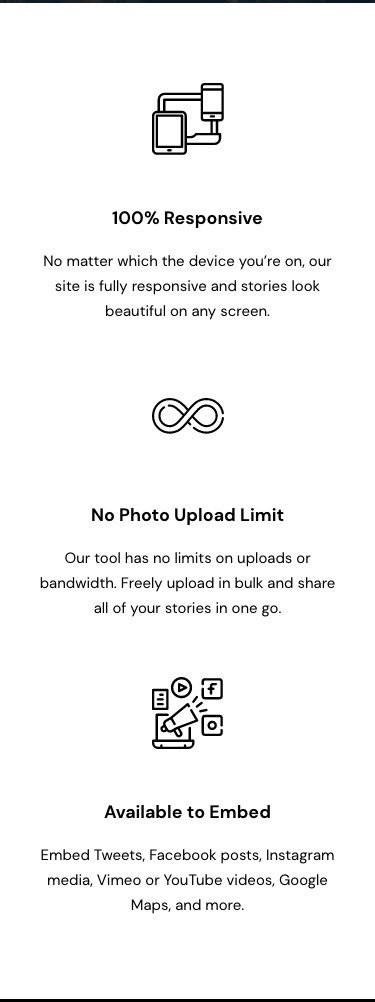 100% Responsive
No matter which the device you’re on, our
site is fully responsive and stories look
beautiful on any screen.
No Photo Upload Limit
Our tool has no limits on uploads or
bandwidth. Freely upload in bulk and share
all of your stories in one go.
Available to Embed
Embed Tweets, Facebook posts, Instagram
media, Vimeo or YouTube videos, Google
Maps, and more.